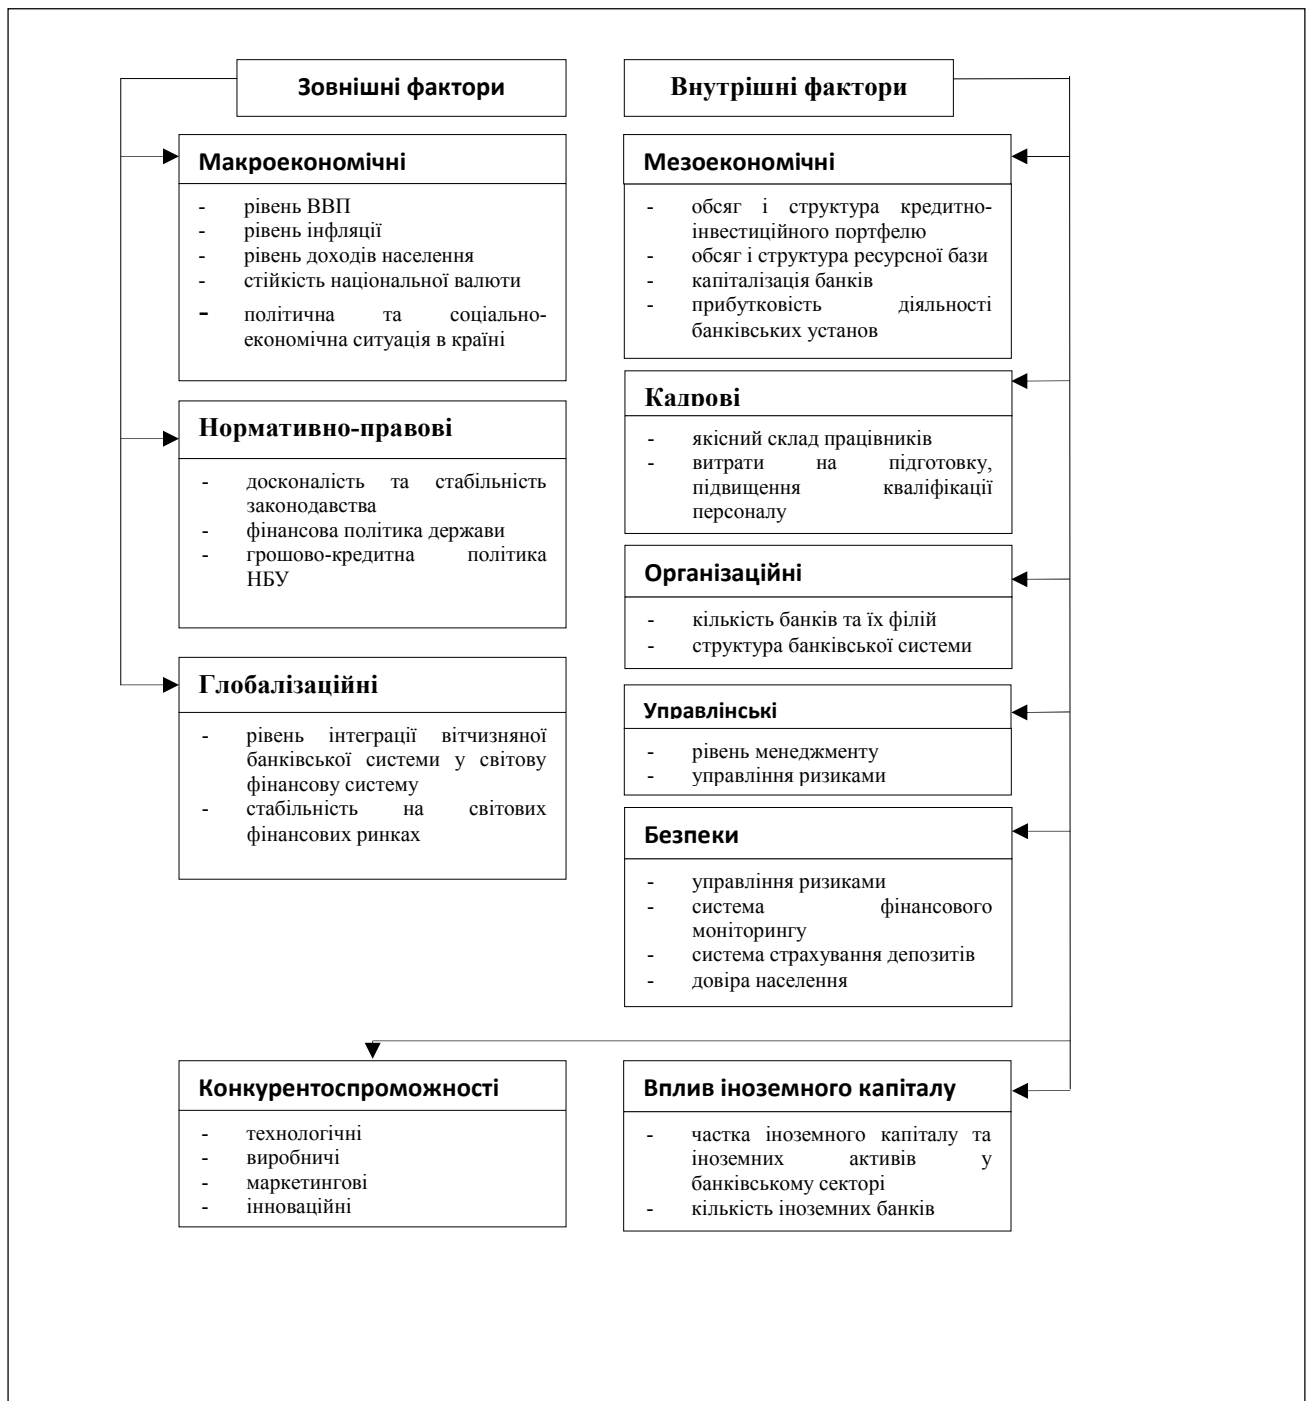 Зовнішні фактори
Макроекономічні
- рівень ВВП
- рівень інфляції
- рівень доходів населення
- стійкість національної валюти
- політична та соціально-
економічна ситуація в країні
Нормативно-правові
- досконалість та стабільність
законодавства
- фінансова політика держави
- грошово-кредитна політика
НБУ
Глобалізаційні
- рівень інтеграції вітчизняної
банківської системи у світову
фінансову систему
- стабільність на світових
фінансових ринках
Внутрішні фактори
Мезоекономічні
- обсяг і структура кредитно-
інвестиційного портфелю
- обсяг і структура ресурсної бази
- капіталізація банків
- прибутковість діяльності
банківських установ
Кадрові
- якісний склад працівників
- витрати на підготовку,
підвищення кваліфікації
персоналу
Організаційні
- кількість банків та їх філій
- структура банківської системи
Управлінські
- рівень менеджменту
- управління ризиками
Безпеки
- управління ризиками
- система фінансового
моніторингу
- система страхування депозитів
- довіра населення
Конкурентоспроможності
- технологічні
- виробничі
- маркетингові
- інноваційні
Вплив іноземного капіталу
- частка іноземного капіталу та
іноземних активів у
банківському секторі
- кількість іноземних банків